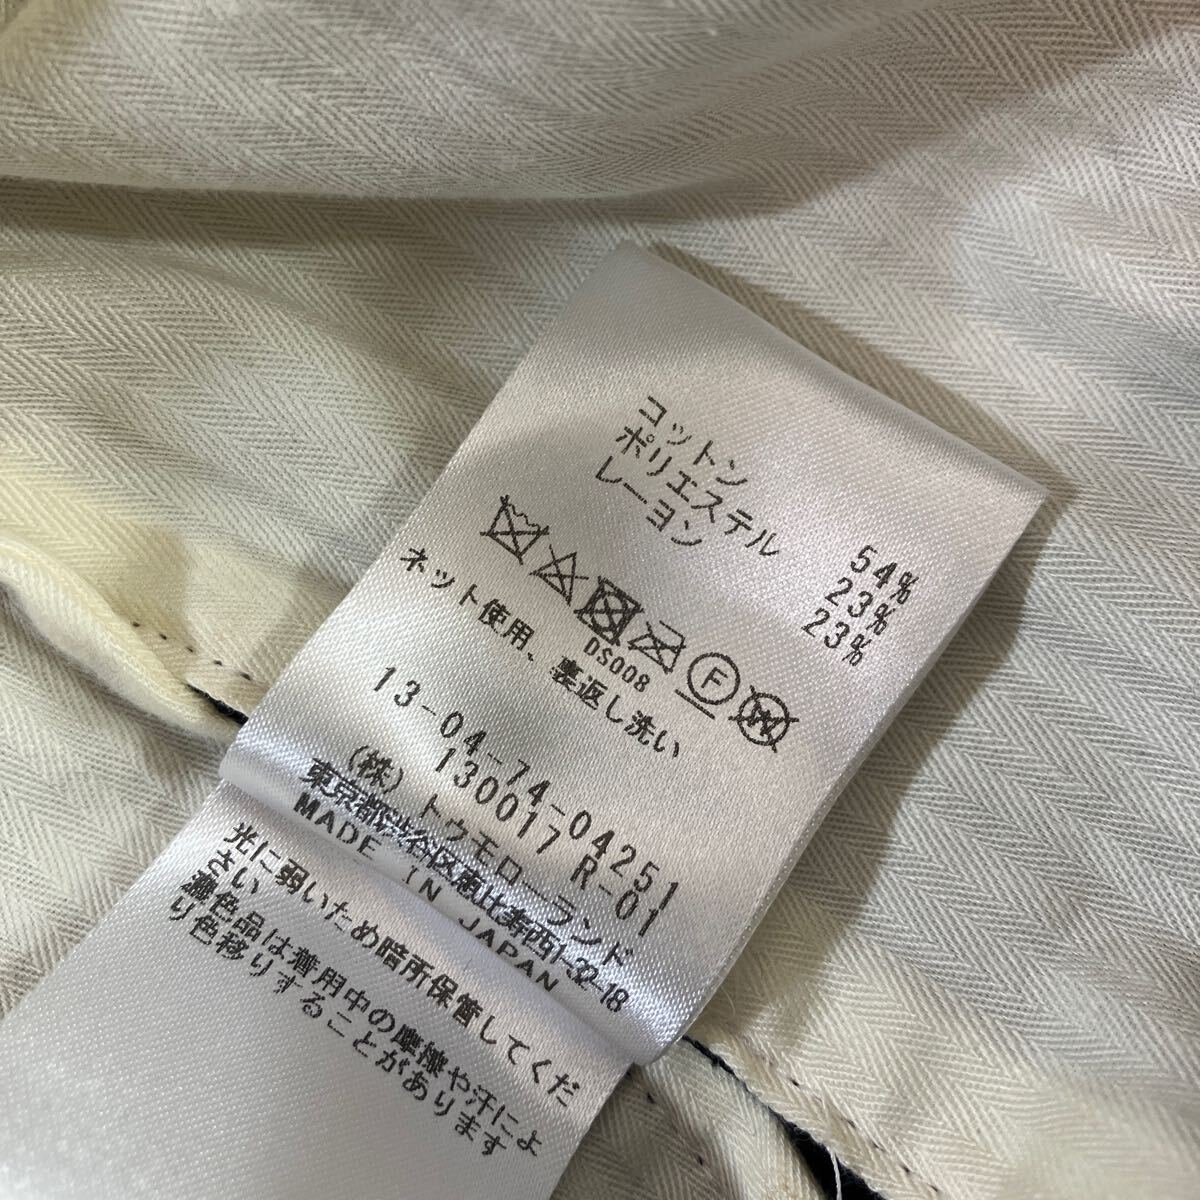 コットン 54%
ポリエステル 23%
レーヨン 23%
DS008 F W
ネット使用、裏返し洗い
13-04-74-04251
130017 R-01
(株)トゥモローランド
東京都渋谷区恵比寿西1-32-18
MADE IN JAPAN
光に弱いため暗所保管してくだ
さい
濃色品は着用中の摩擦や汗によ
り色移りすることがあります